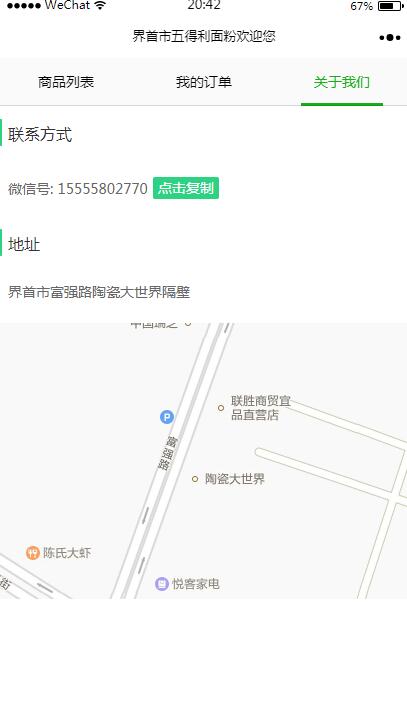 WeChat 20:42 67%
界首市五得利面粉欢迎您
商品列表 我的订单 关于我们
联系方式
微信号: 15555802770 点击复制
地址
界首市富强路陶瓷大世界隔壁
联胜商贸宜
品直营店
P
富强路
陶瓷大世界
陈氏大虾
悦客家电
街